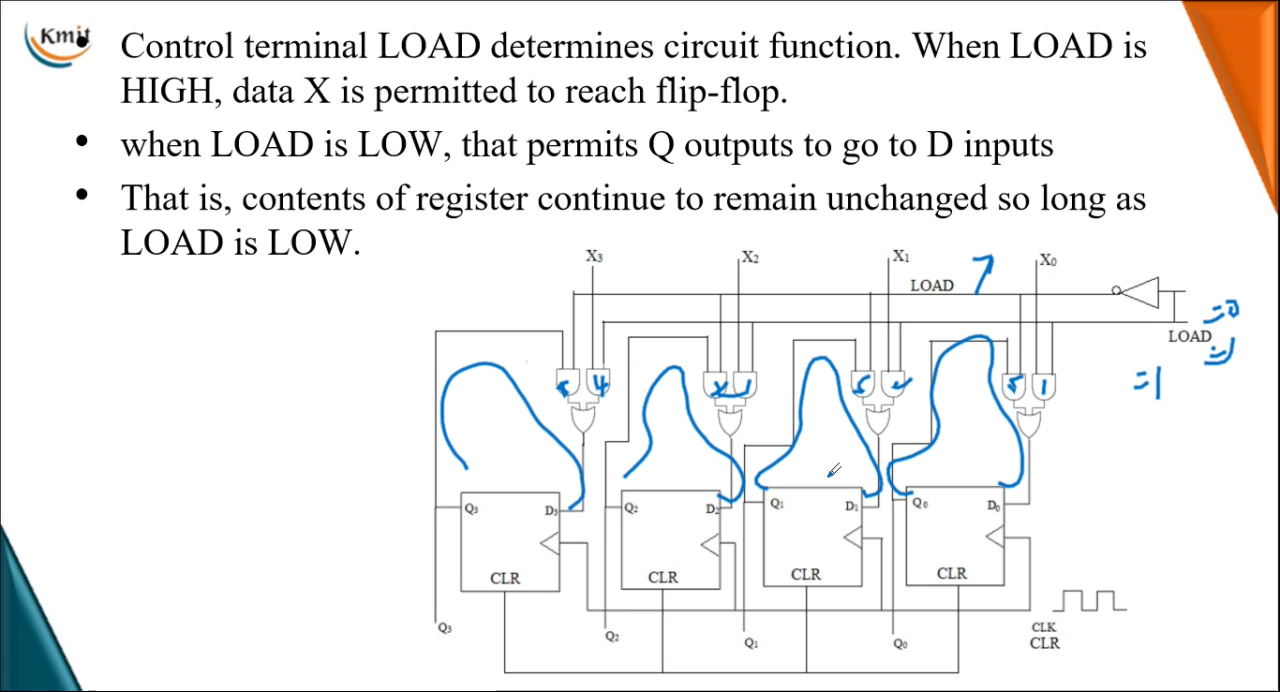 Kmit
Control terminal LOAD determines circuit function. When LOAD is
HIGH, data X is permitted to reach flip-flop.
• when LOAD is LOW, that permits Q outputs to go to D inputs
• That is, contents of register continue to remain unchanged so long as
LOAD is LOW.
X3 X2 X1 X0
LOAD
=0
LOAD
=1
=1
Q3 D3 Q2 D2 Q1 D1 Q0 D0
CLR CLR CLR CLR
Q3 Q2 Q1 Q0
CLK
CLR